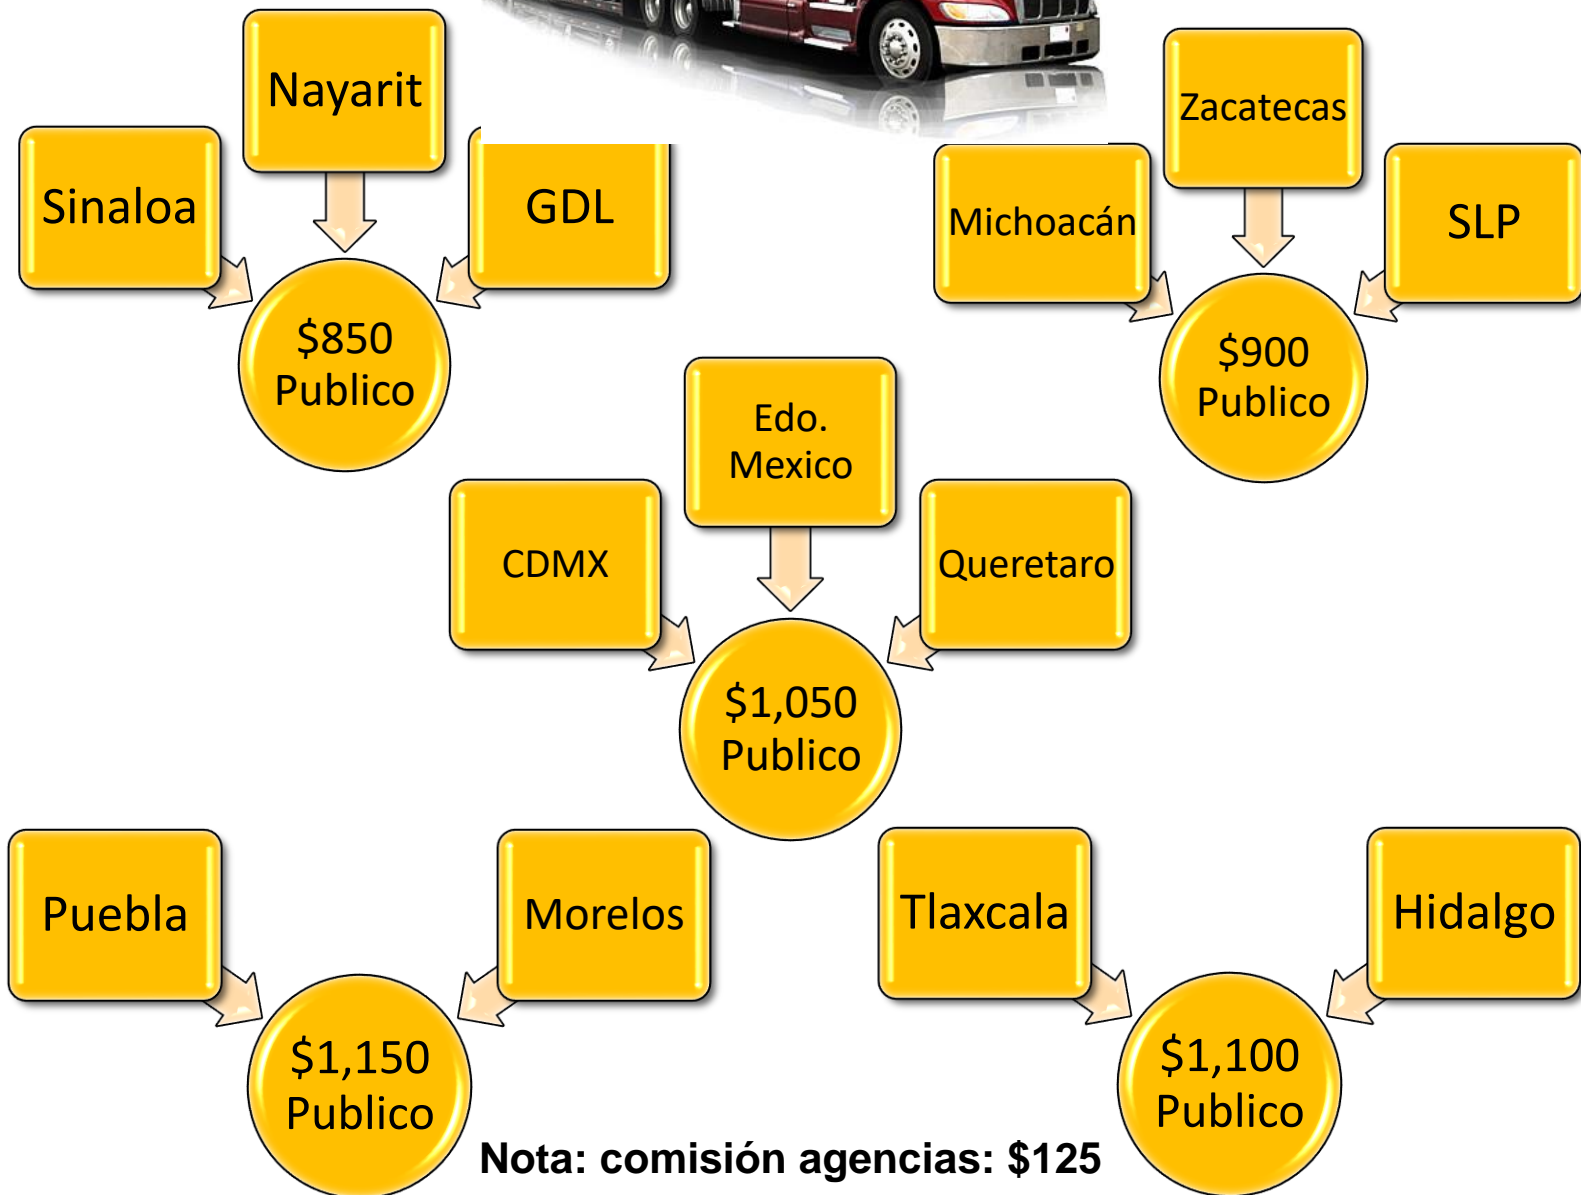 Nayarit
Sinaloa
GDL
$850
Publico
Zacatecas
Michoacán
SLP
$900
Publico
Edo.
Mexico
CDMX
Queretaro
$1,050
Publico
Puebla
Morelos
$1,150
Publico
Tlaxcala
Hidalgo
$1,100
Publico
Nota: comisión agencias: $125